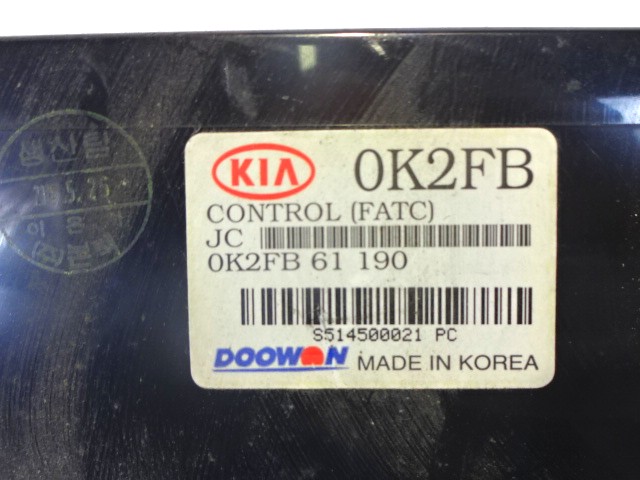 KIA 0K2FB
CONTROL (FATC)
JC
0K2FB 61 190
S514500021 PC
DOOWON MADE IN KOREA